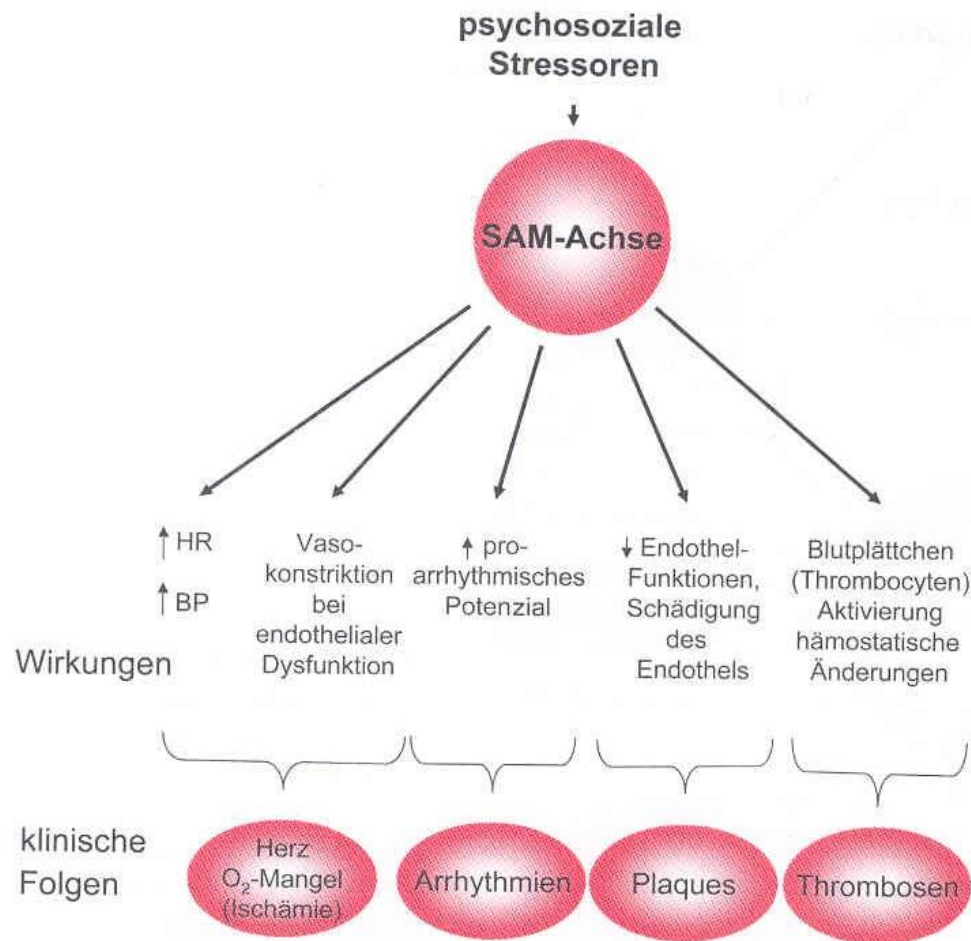 psychosoziale
Stressoren
SAM-Achse
↑ HR
↑ BP
Vaso-
konstriktion
bei
endothelialer
Dysfunktion
↑ pro-
arrhythmisches
Potenzial
↓ Endothel-
Funktionen,
Schädigung
des
Endothels
Blutplättchen
(Thrombocyten)
Aktivierung
hämostatische
Änderungen
Wirkungen
klinische
Folgen
Herz
O₂-Mangel
(Ischämie)
Arrhythmien
Plaques
Thrombosen